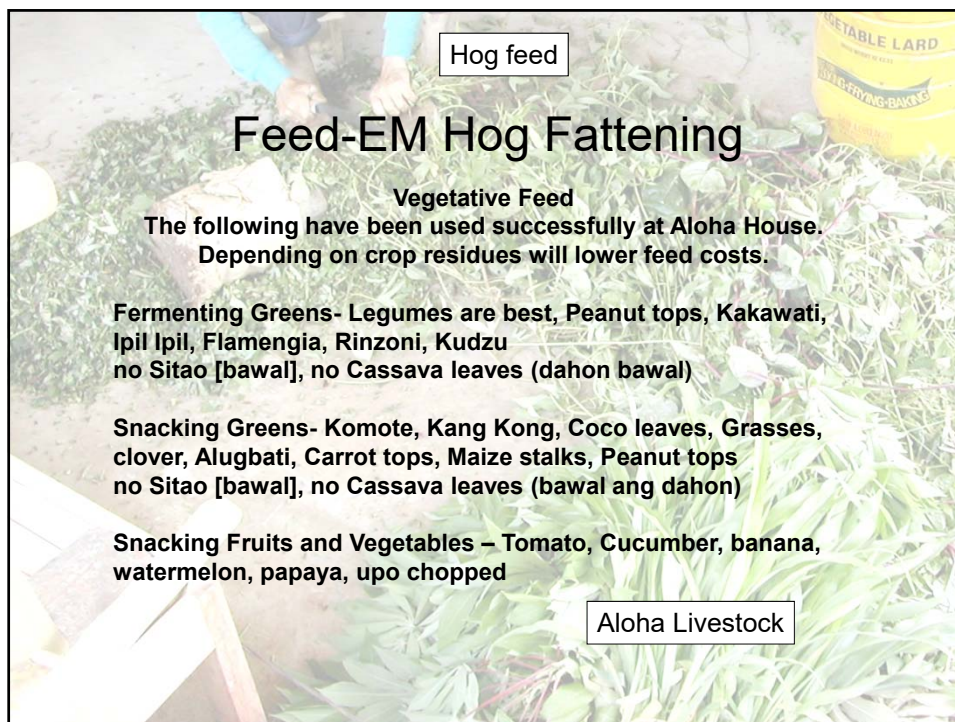 Hog feed
VEGETABLE LARD
FRYING-BAKING
Feed-EM Hog Fattening
Vegetative Feed
The following have been used successfully at Aloha House.
Depending on crop residues will lower feed costs.
Fermenting Greens- Legumes are best, Peanut tops, Kakawati,
Ipil Ipil, Flamengia, Rinzoni, Kudzu
no Sitao [bawal], no Cassava leaves (dahon bawal)
Snacking Greens- Komote, Kang Kong, Coco leaves, Grasses,
clover, Alugbati, Carrot tops, Maize stalks, Peanut tops
no Sitao [bawal], no Cassava leaves (bawal ang dahon)
Snacking Fruits and Vegetables – Tomato, Cucumber, banana,
watermelon, papaya, upo chopped
Aloha Livestock